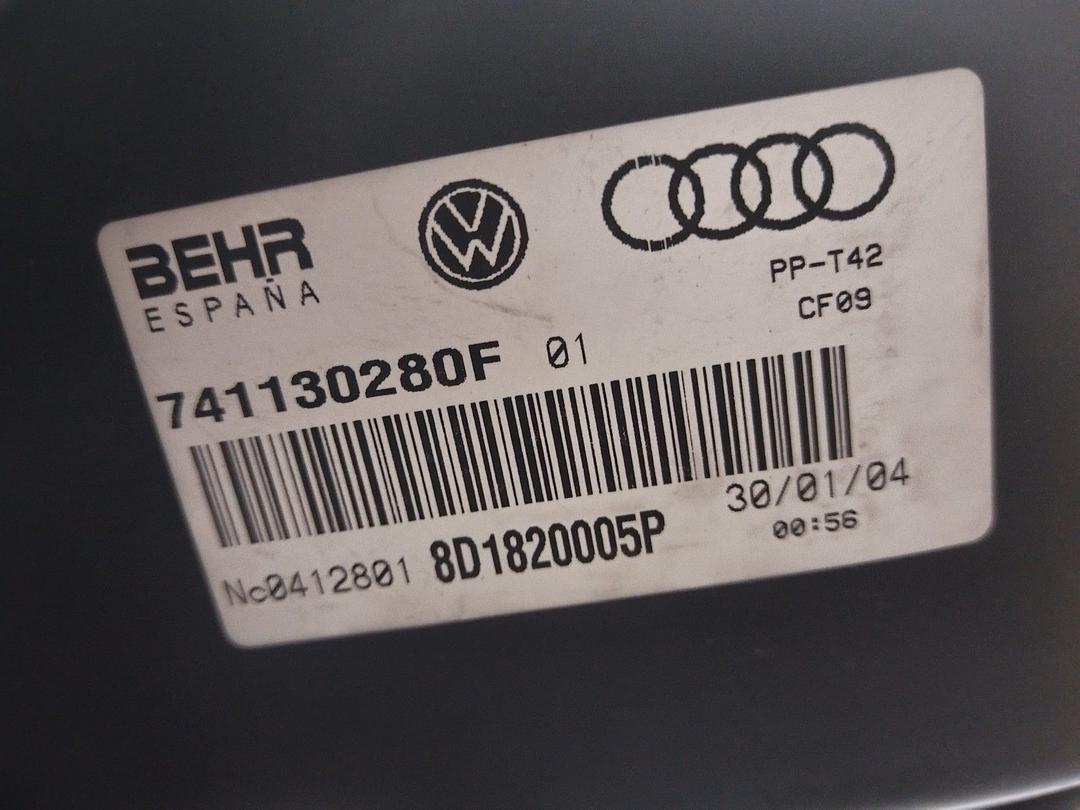 BEHR
ESPAÑA
PP-T42
CF09
741130280F 01
30/01/04
00:56
Nc0412801 8D1820005P